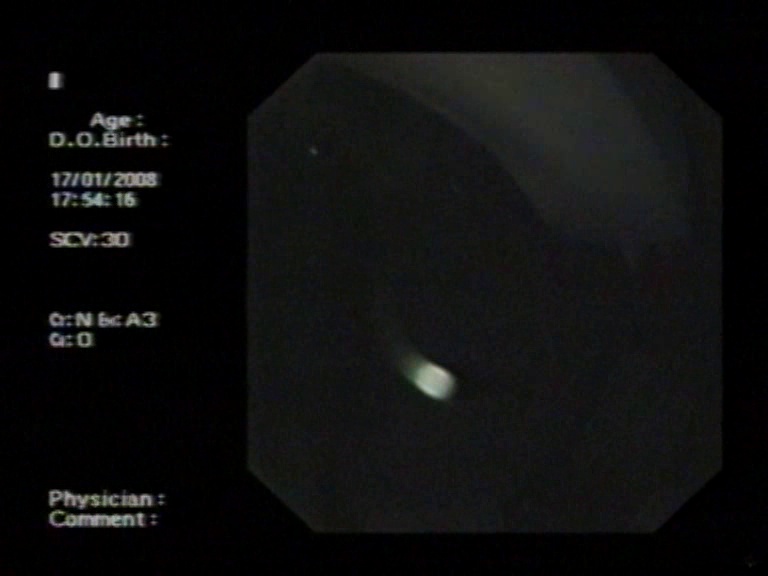 Age:
D.O.Birth:
17/01/2008
17:54:16
SCV:30
Physician:
Comment: